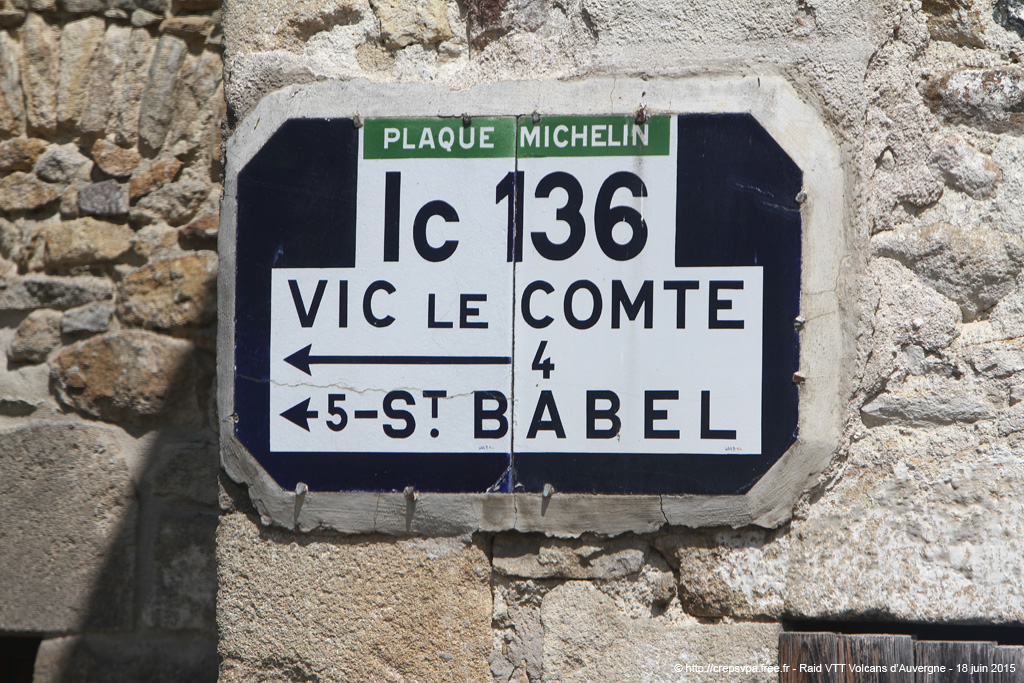 PLAQUE MICHELIN
Ic 136
VIC LE COMTE
4
5-ST. BABEL
© http://crepsvpa.free.fr - Raid VTT Volcans d'Auvergne - 18 juin 2015